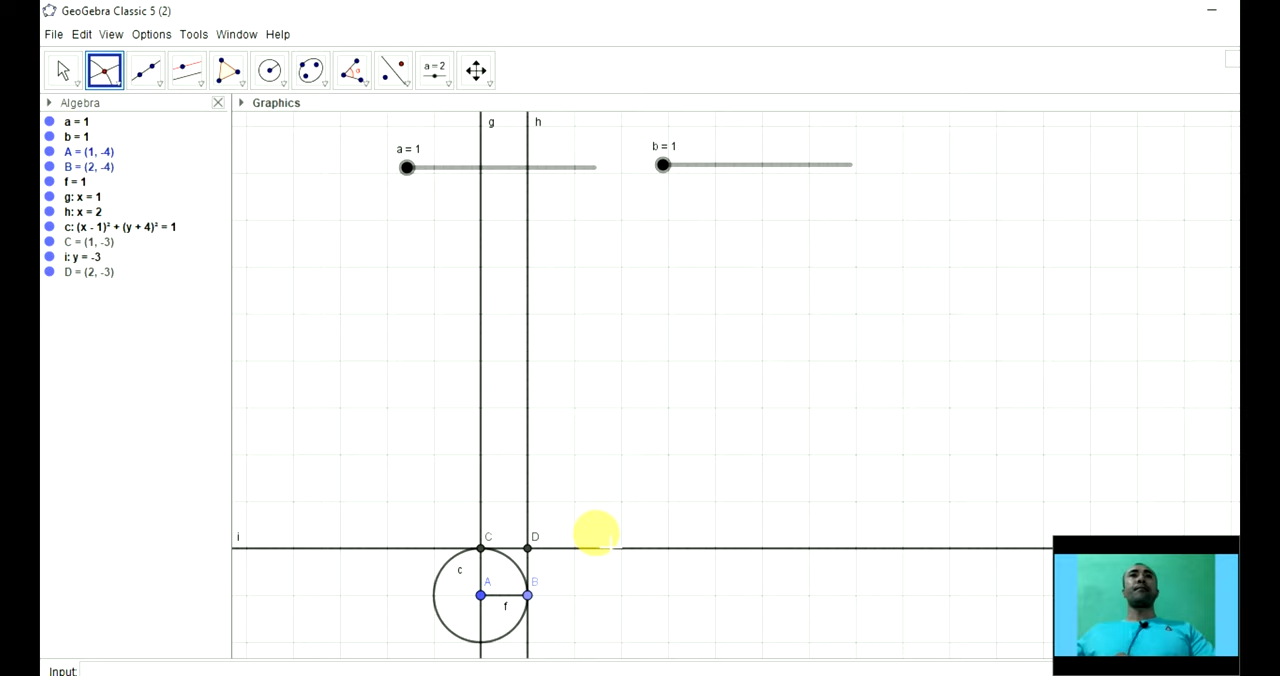 GeoGebra Classic 5 (2)
File Edit View Options Tools Window Help
a = 2
Algebra
Graphics
a = 1
b = 1
A = (1, -4)
B = (2, -4)
f = 1
g: x = 1
h: x = 2
c: (x - 1)² + (y + 4)² = 1
C = (1, -3)
i: y = -3
D = (2, -3)
g h
a = 1
b = 1
i
C D
c
A B
f
Input: